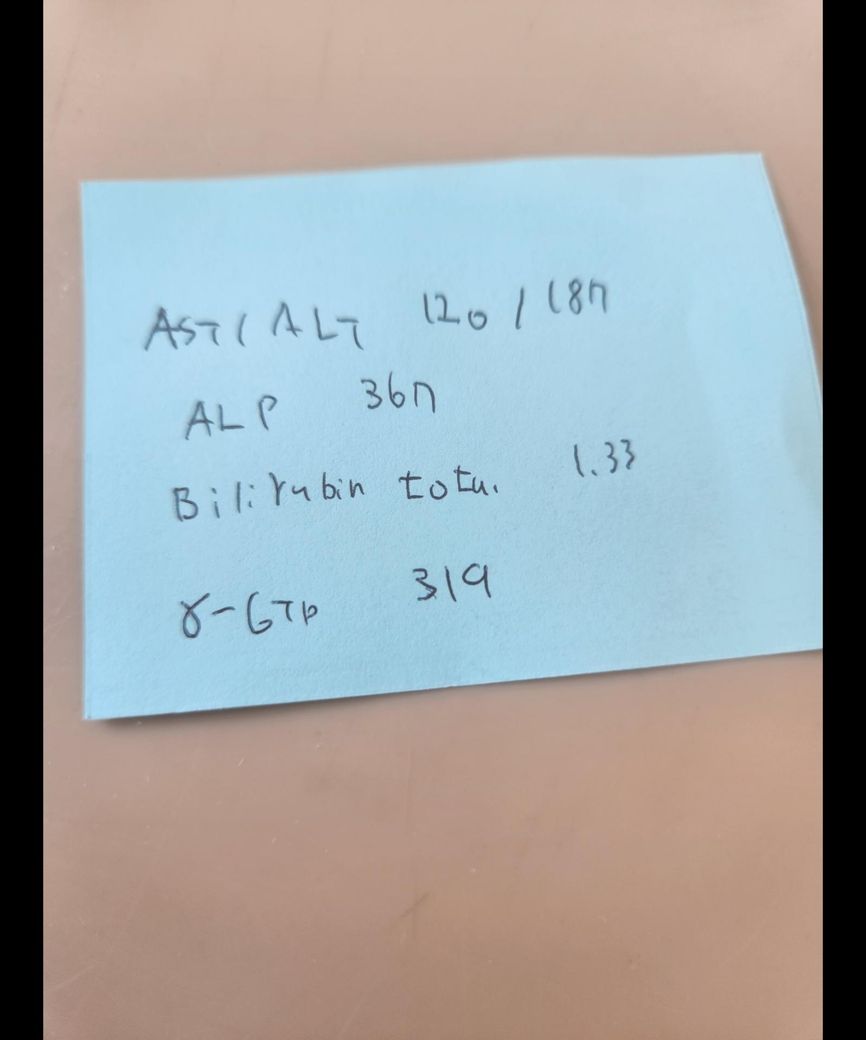 AST/ALT 120/187
ALP 367
Bilirubin total 1.33
γ-GTP 319